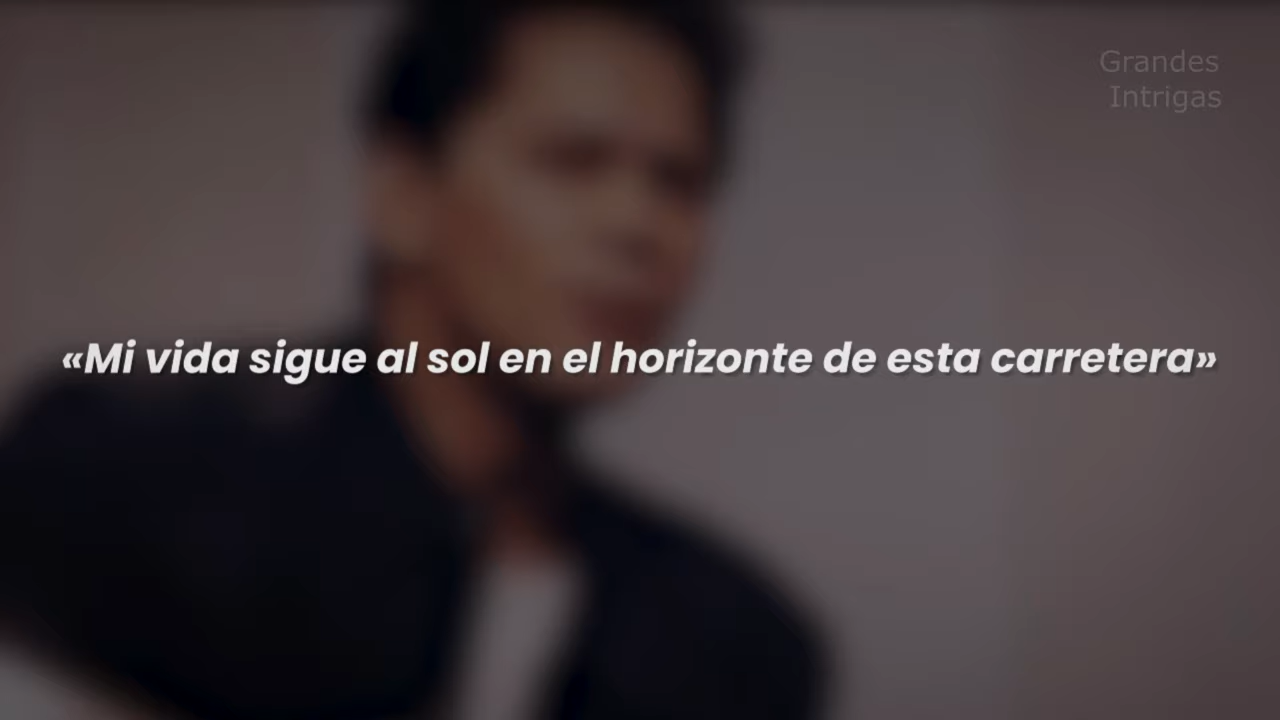 Grandes
Intrigas
«Mi vida sigue al sol en el horizonte de esta carretera»